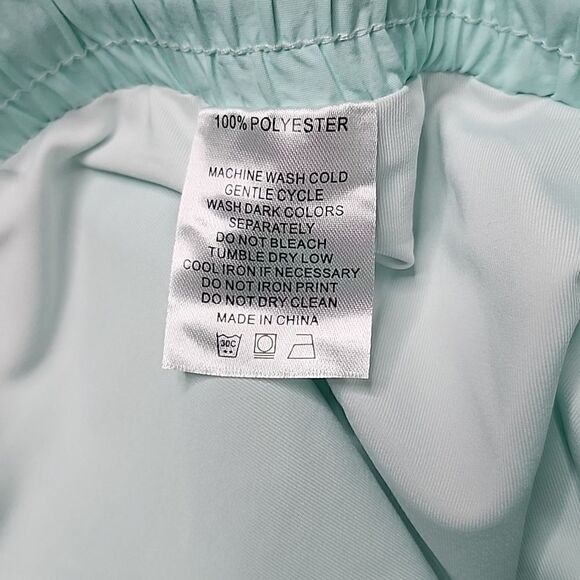 100% POLYESTER
MACHINE WASH COLD
GENTLE CYCLE
WASH DARK COLORS
SEPARATELY
DO NOT BLEACH
TUMBLE DRY LOW
COOL IRON IF NECESSARY
DO NOT IRON PRINT
DO NOT DRY CLEAN
MADE IN CHINA
30C